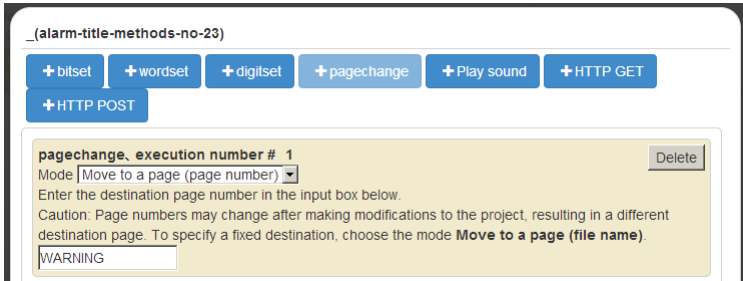 _(alarm-title-methods-no-23)
+bitset +wordset +digitset +pagechange +Play sound +HTTP GET
+HTTP POST
pagechange、execution number # 1 Delete
Mode Move to a page (page number)
Enter the destination page number in the input box below.
Caution: Page numbers may change after making modifications to the project, resulting in a different
destination page. To specify a fixed destination, choose the mode Move to a page (file name).
WARNING